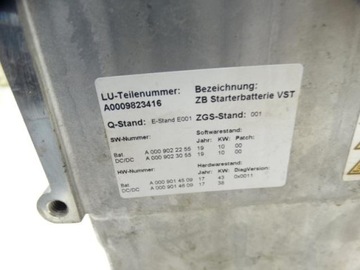 LU-Teilenummer: Bezeichnung:
A0009823416 ZB Starterbatterie VST
Q-Stand: E-Stand E001 ZGS-Stand: 001
SW-Nummer: Softwarestand:
Jahr: KW: Patch:
Bat A 000 902 22 55 19 10 00
DC/DC A 000 902 30 55 19 10 00
HW-Nummer: Hardwarestand:
Jahr: KW: DiagVersion:
Bat A 000 901 45 09 17 43 0x0011
DC/DC A 000 901 46 09 17 38